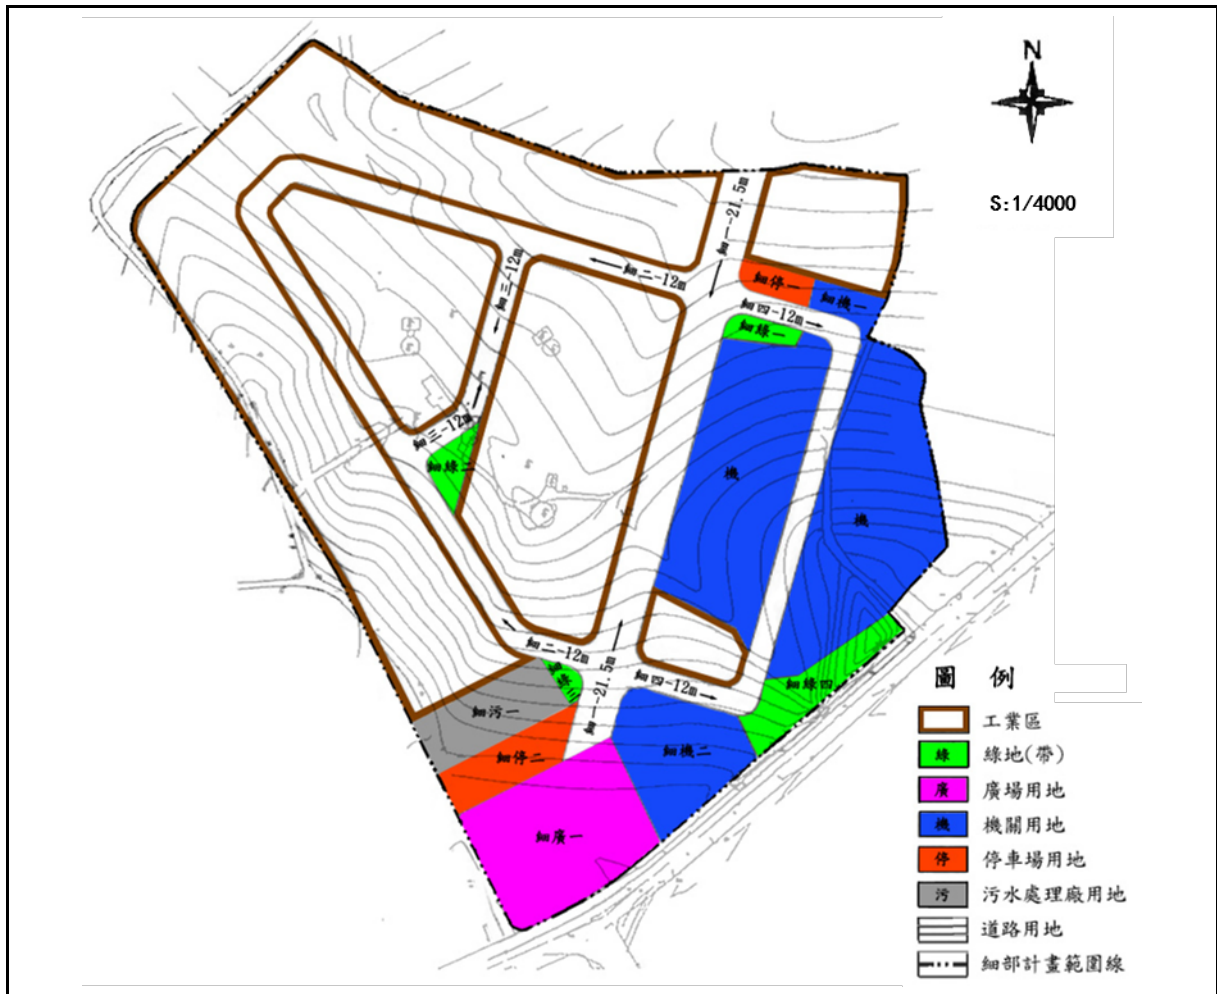 N
S:1/4000
細一-21.5m
細二-12m
細三-12m
細停一
細機一
細四-12m
細綠一
細三-12m
細綠二
機
機
細二-12m
細綠三
細一-21.5m
細四-12m
細綠四
細污一
細停二
細機二
細廣一
圖 例
工業區
綠 綠地(帶)
廣 廣場用地
機 機關用地
停 停車場用地
污 污水處理廠用地
道路用地
細部計畫範圍線